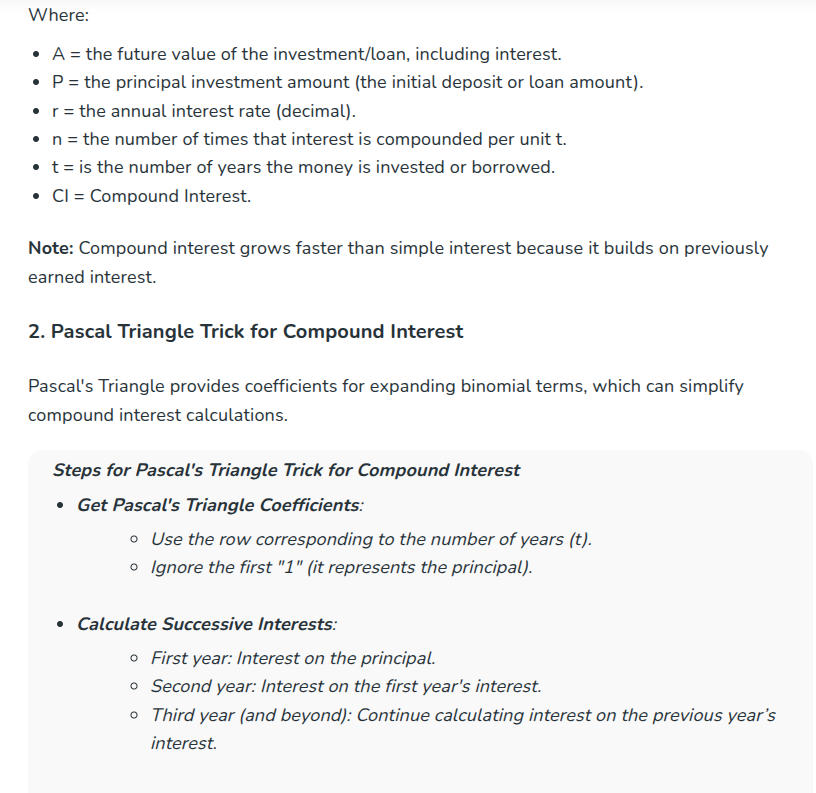 Where:
• A = the future value of the investment/loan, including interest.
• P = the principal investment amount (the initial deposit or loan amount).
• r = the annual interest rate (decimal).
• n = the number of times that interest is compounded per unit t.
• t = is the number of years the money is invested or borrowed.
• CI = Compound Interest.
Note: Compound interest grows faster than simple interest because it builds on previously
earned interest.
2. Pascal Triangle Trick for Compound Interest
Pascal's Triangle provides coefficients for expanding binomial terms, which can simplify
compound interest calculations.
Steps for Pascal's Triangle Trick for Compound Interest
• Get Pascal's Triangle Coefficients:
◦ Use the row corresponding to the number of years (t).
◦ Ignore the first "1" (it represents the principal).
• Calculate Successive Interests:
◦ First year: Interest on the principal.
◦ Second year: Interest on the first year's interest.
◦ Third year (and beyond): Continue calculating interest on the previous year’s
interest.